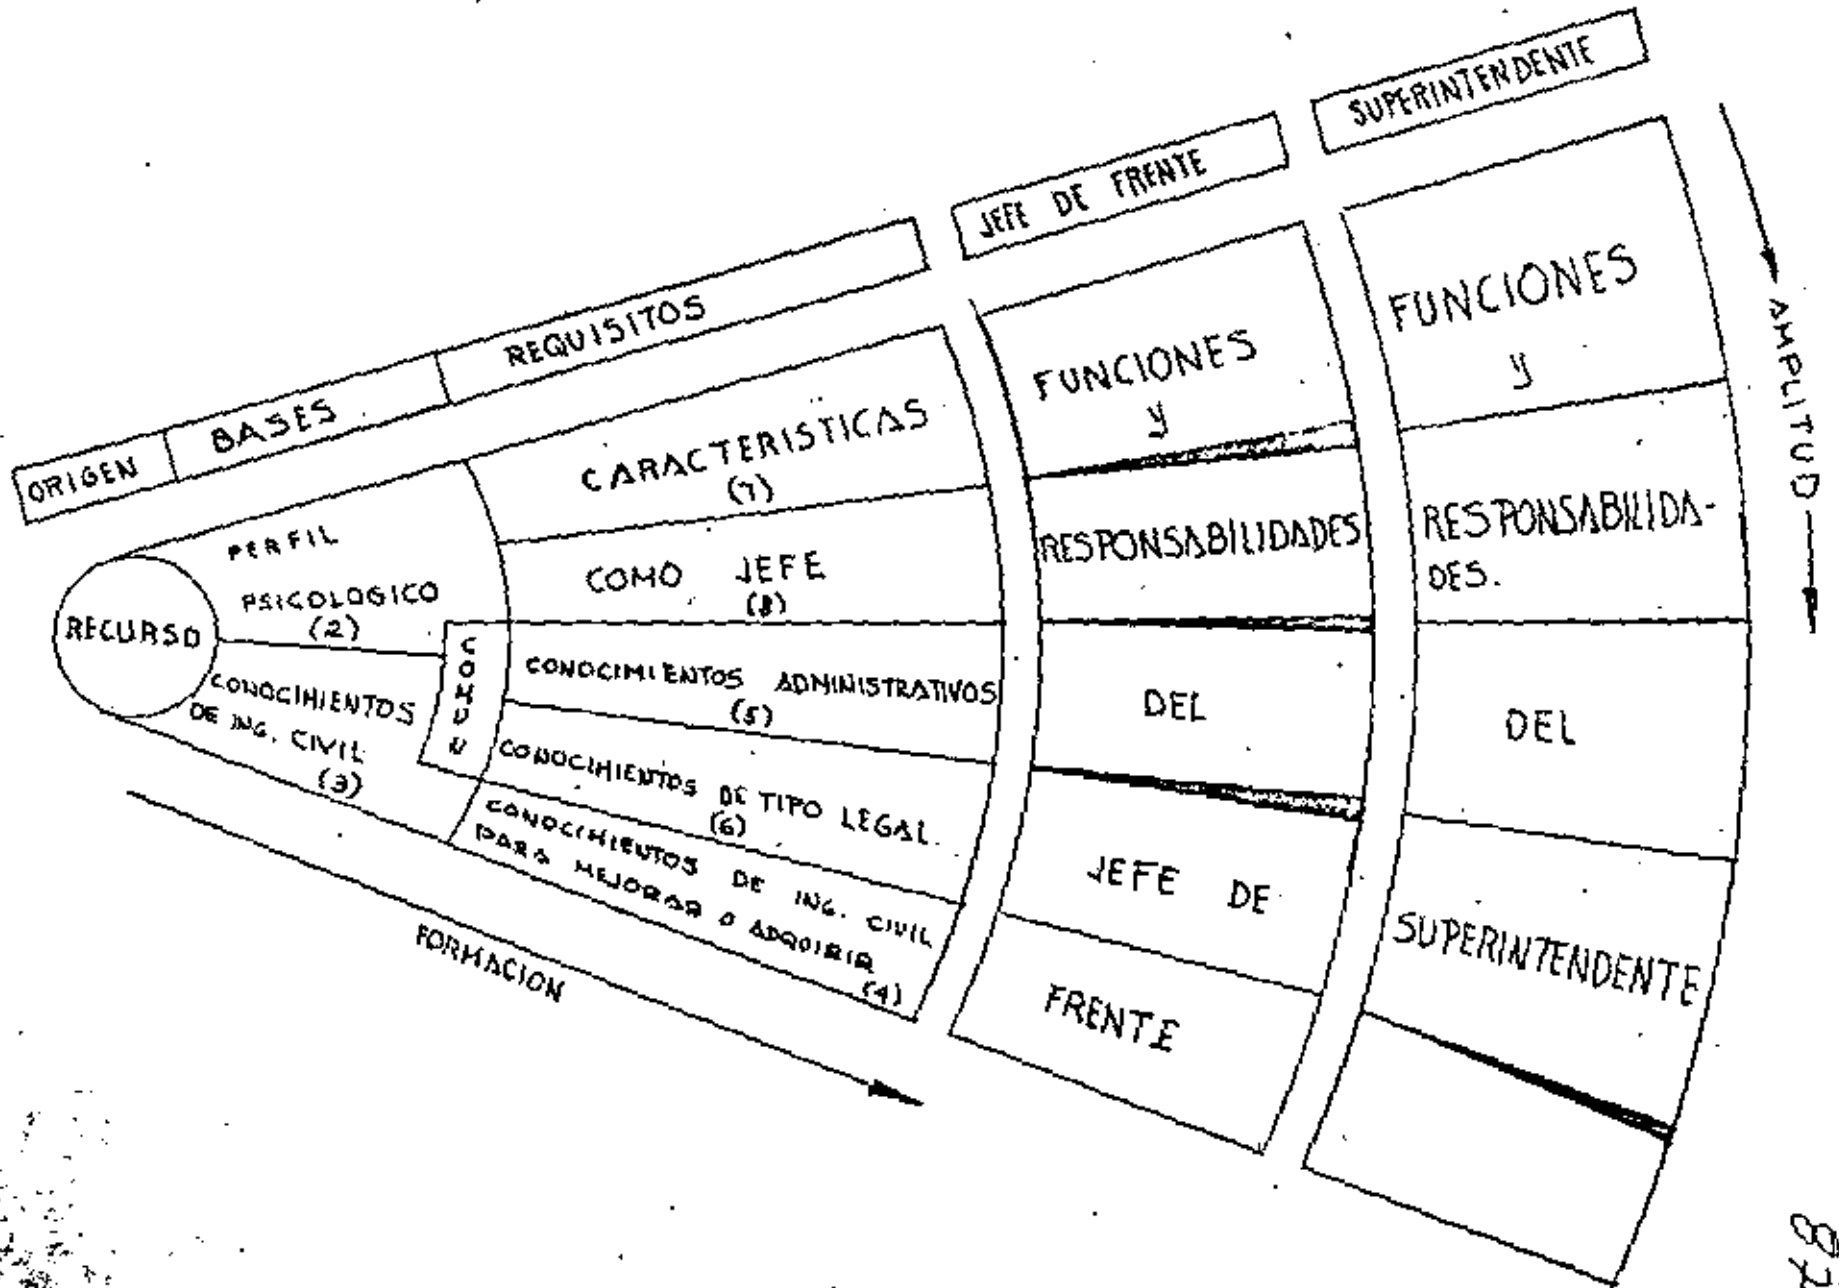 SUPERINTENDENTE
JEFE DE FRENTE
REQUISITOS
BASES
ORIGEN
AMPLITUD
RECURSO
PERFIL
PSICOLOGICO
(2)
CONOCIMIENTOS
DE ING. CIVIL
(3)
COMUN
CARACTERISTICAS
(7)
COMO JEFE
(8)
CONOCIMIENTOS ADMINISTRATIVOS
(5)
CONOCIMIENTOS DE TIPO LEGAL.
(6)
CONOCIMIENTOS DE ING. CIVIL
PARA MEJORAR O ADQUIRIR
(4)
FORMACION
FUNCIONES
y
RESPONSABILIDADES
DEL
JEFE DE
FRENTE
FUNCIONES
y
RESPONSABILIDA-
DES.
DEL
SUPERINTENDENTE